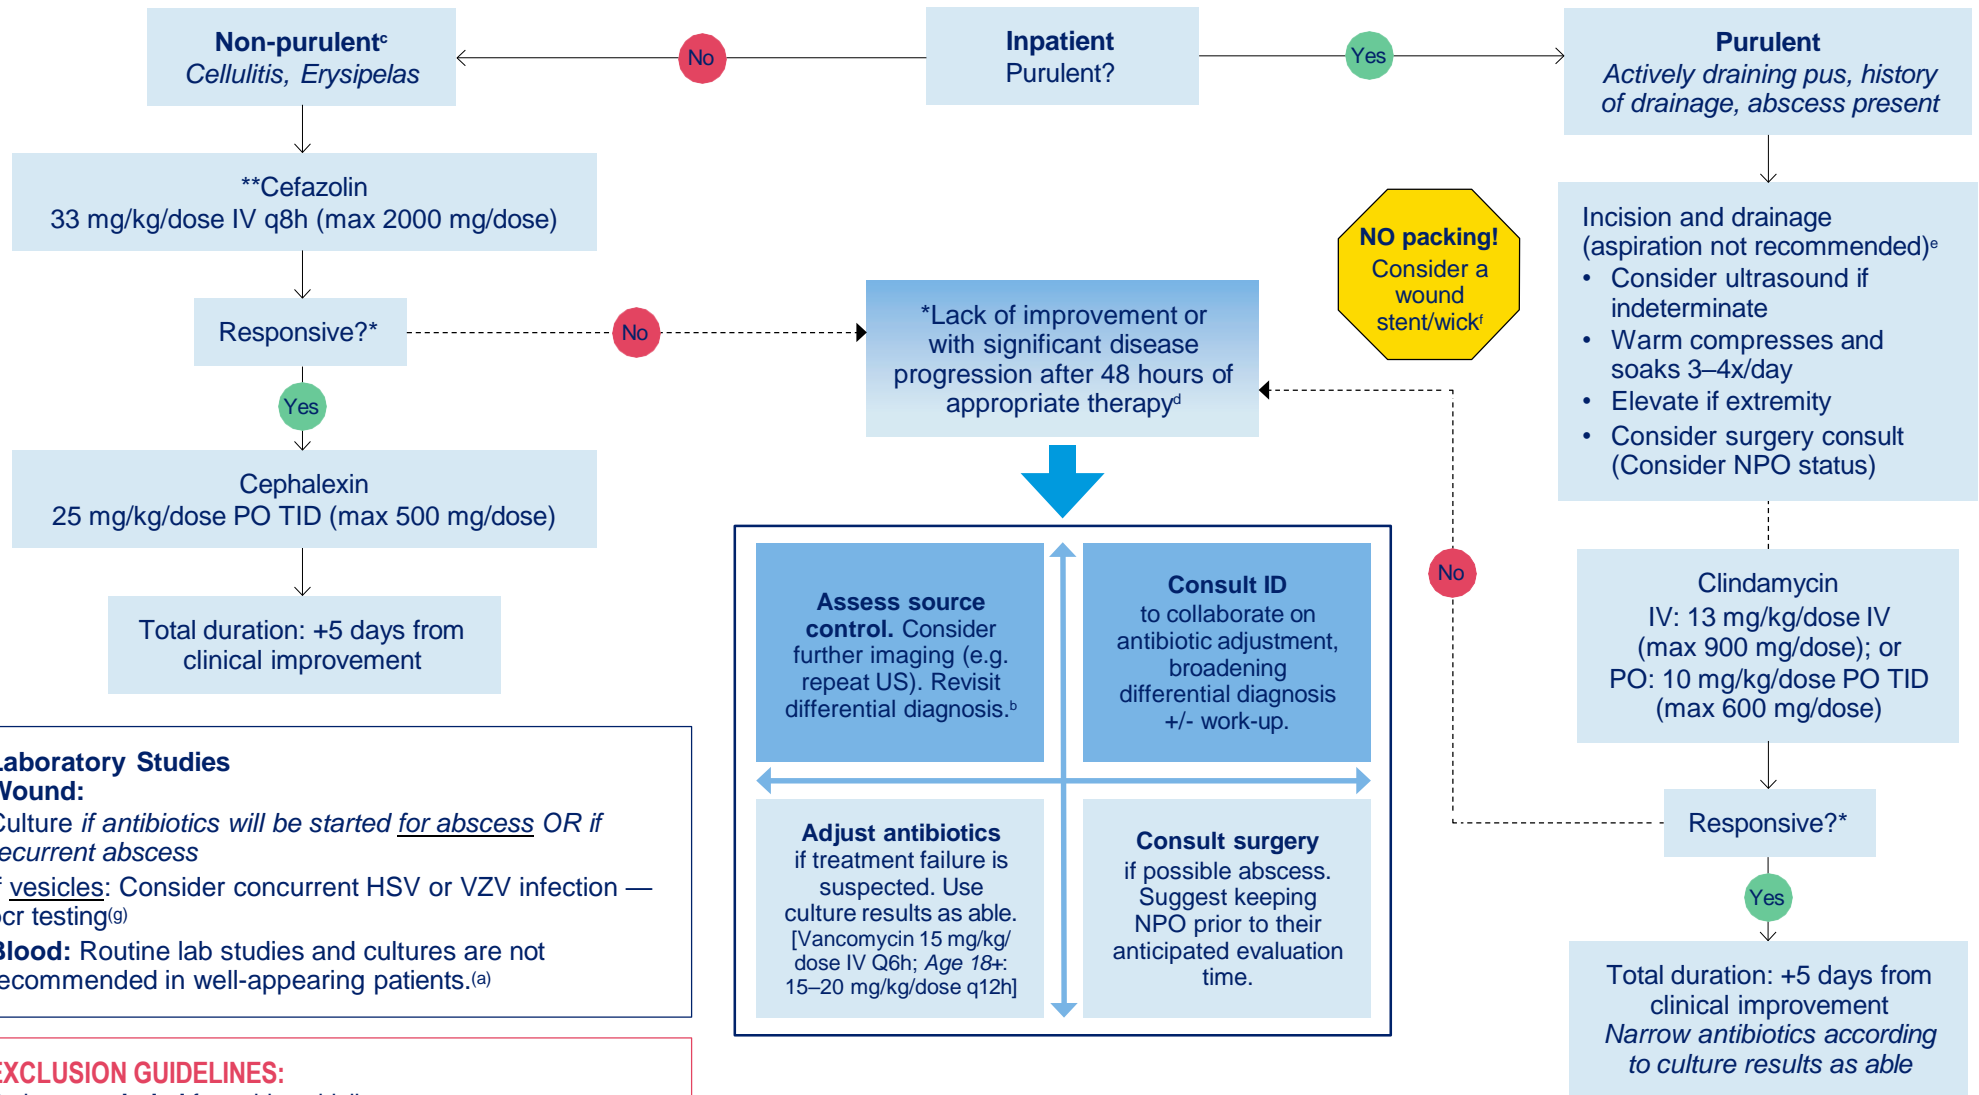 Inpatient
Purulent?
No
Yes
Non-purulentᶜ
Cellulitis, Erysipelas
**Cefazolin
33 mg/kg/dose IV q8h (max 2000 mg/dose)
Responsive?*
No
Yes
Cephalexin
25 mg/kg/dose PO TID (max 500 mg/dose)
Total duration: +5 days from
clinical improvement
*Lack of improvement or
with significant disease
progression after 48 hours of
appropriate therapyᵈ
Assess source
control. Consider
further imaging (e.g.
repeat US). Revisit
differential diagnosis.ᵇ
Consult ID
to collaborate on
antibiotic adjustment,
broadening
differential diagnosis
+/- work-up.
Adjust antibiotics
if treatment failure is
suspected. Use
culture results as able.
[Vancomycin 15 mg/kg/
dose IV Q6h; Age 18+:
15–20 mg/kg/dose q12h]
Consult surgery
if possible abscess.
Suggest keeping
NPO prior to their
anticipated evaluation
time.
NO packing!
Consider a
wound
stent/wickᶠ
Purulent
Actively draining pus, history
of drainage, abscess present
Incision and drainage
(aspiration not recommended)ᵉ
• Consider ultrasound if
indeterminate
• Warm compresses and
soaks 3–4x/day
• Elevate if extremity
• Consider surgery consult
(Consider NPO status)
Clindamycin
IV: 13 mg/kg/dose IV
(max 900 mg/dose); or
PO: 10 mg/kg/dose PO TID
(max 600 mg/dose)
Responsive?*
No
Yes
Total duration: +5 days from
clinical improvement
Narrow antibiotics according
to culture results as able
Laboratory Studies
Wound:
Culture if antibiotics will be started for abscess OR if
recurrent abscess
If vesicles: Consider concurrent HSV or VZV infection —
pcr testing(g)
Blood: Routine lab studies and cultures are not
recommended in well-appearing patients.(a)
EXCLUSION GUIDELINES: